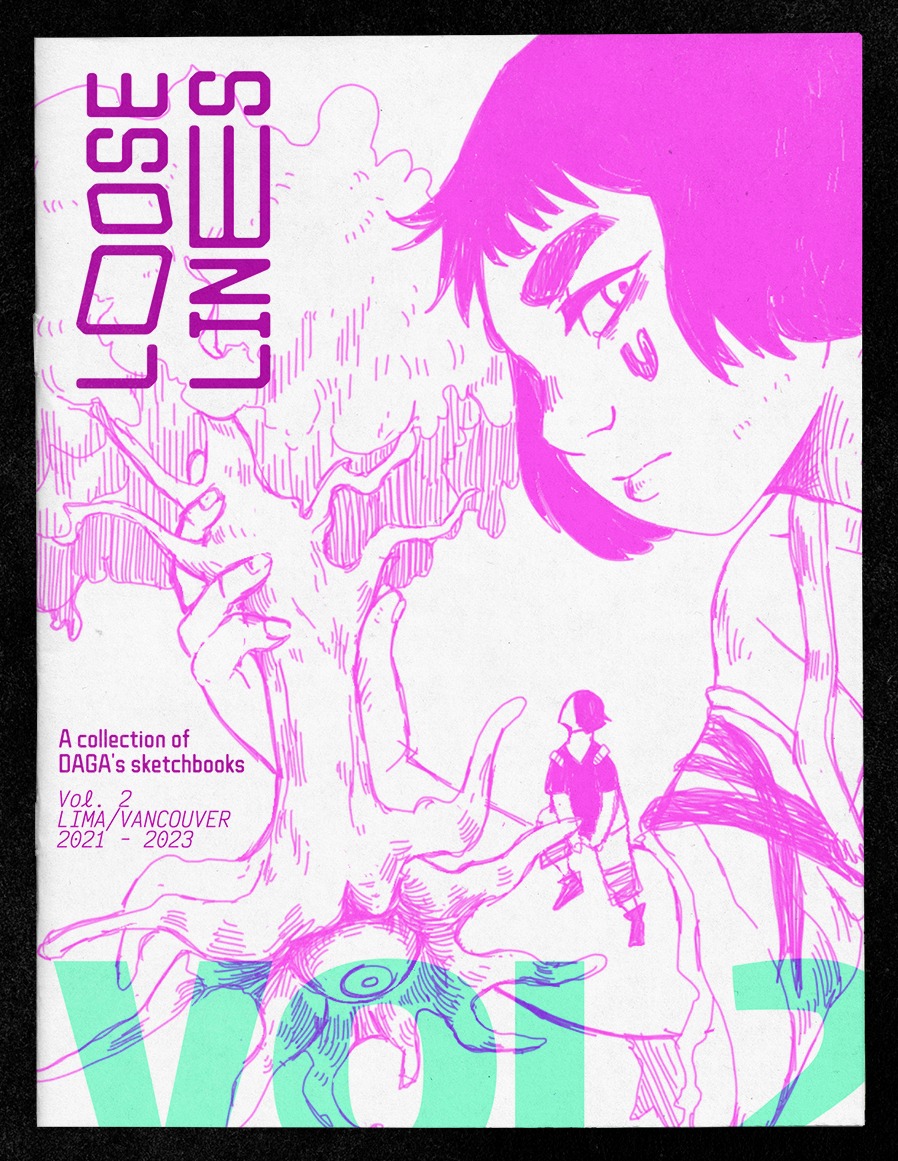 LOOSE
LINES
A collection of
DAGA's sketchbooks
Vol. 2
LIMA/VANCOUVER
2021 - 2023
Vol 2